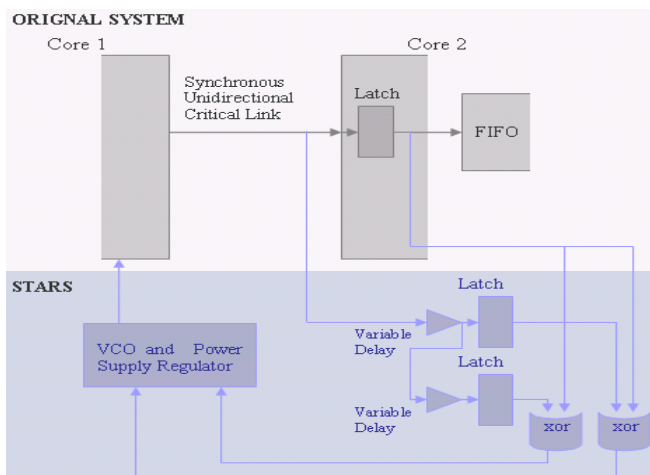 ORIGNAL SYSTEM
Core 1
Core 2
Synchronous
Unidirectional
Critical Link
Latch
FIFO
STARS
Latch
Variable
Delay
VCO and Power
Supply Regulator
Latch
Variable
Delay
xor
xor